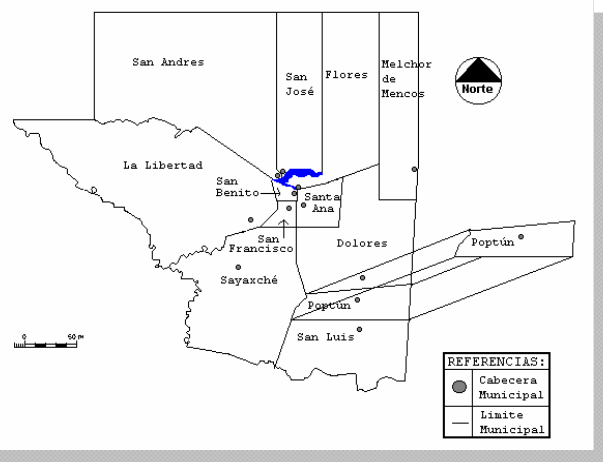 San Andres
San
José
Flores
Melchor
de
Mencos
Norte
La Libertad
San
Benito
Santa
Ana
San
Francisco
Dolores
Poptún
Sayaxché
Poptún
San Luis
0 50
REFERENCIAS:
Cabecera
Municipal
Límite
Municipal